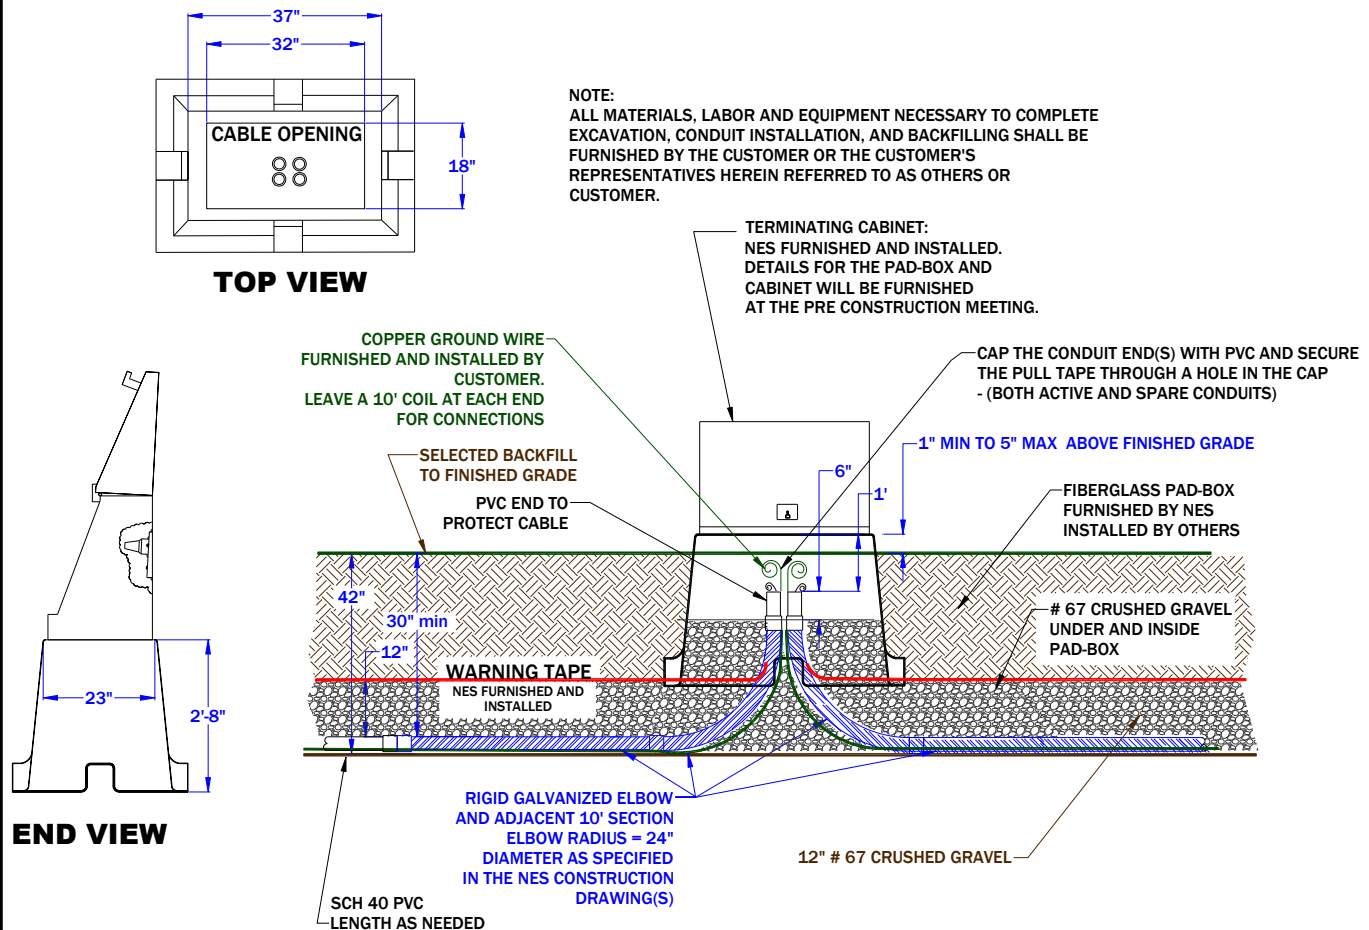 37"
32"
CABLE OPENING
18"
TOP VIEW
NOTE:
ALL MATERIALS, LABOR AND EQUIPMENT NECESSARY TO COMPLETE
EXCAVATION, CONDUIT INSTALLATION, AND BACKFILLING SHALL BE
FURNISHED BY THE CUSTOMER OR THE CUSTOMER'S
REPRESENTATIVES HEREIN REFERRED TO AS OTHERS OR
CUSTOMER.
TERMINATING CABINET:
NES FURNISHED AND INSTALLED.
DETAILS FOR THE PAD-BOX AND
CABINET WILL BE FURNISHED
AT THE PRE CONSTRUCTION MEETING.
COPPER GROUND WIRE
FURNISHED AND INSTALLED BY
CUSTOMER.
LEAVE A 10' COIL AT EACH END
FOR CONNECTIONS
CAP THE CONDUIT END(S) WITH PVC AND SECURE
THE PULL TAPE THROUGH A HOLE IN THE CAP
- (BOTH ACTIVE AND SPARE CONDUITS)
1" MIN TO 5" MAX ABOVE FINISHED GRADE
SELECTED BACKFILL
TO FINISHED GRADE
6"
1'
PVC END TO
PROTECT CABLE
FIBERGLASS PAD-BOX
FURNISHED BY NES
INSTALLED BY OTHERS
42"
30" min
12"
# 67 CRUSHED GRAVEL
UNDER AND INSIDE
PAD-BOX
WARNING TAPE
NES FURNISHED AND
INSTALLED
23"
2'-8"
END VIEW
RIGID GALVANIZED ELBOW
AND ADJACENT 10' SECTION
ELBOW RADIUS = 24"
DIAMETER AS SPECIFIED
IN THE NES CONSTRUCTION
DRAWING(S)
12" # 67 CRUSHED GRAVEL
SCH 40 PVC
LENGTH AS NEEDED